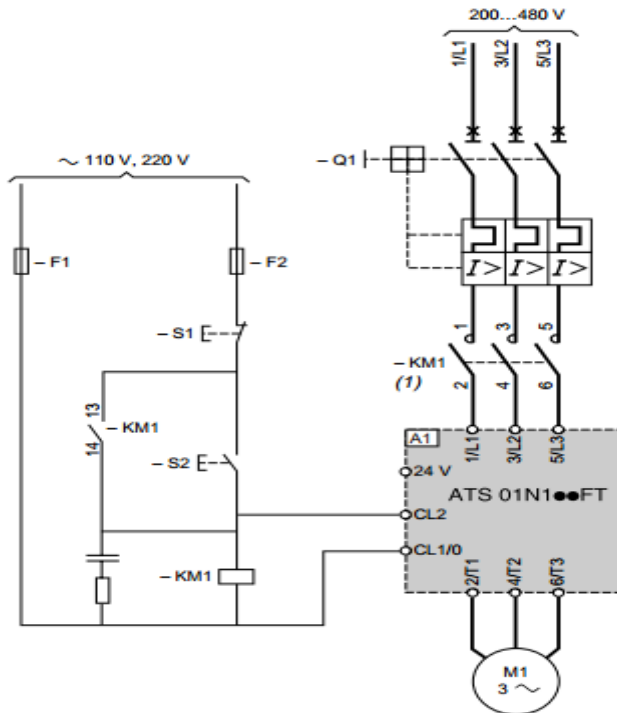 200...480 V
1/L1
3/L2
5/L3
~ 110 V, 220 V
– Q1
I> I> I>
– F1
– F2
– S1
1
3
5
– KM1
(1)
2
4
6
13
14
– KM1
– S2
A1
1/L1
3/L2
5/L3
24 V
ATS 01N1●●FT
CL2
CL1/0
– KM1
2/T1
4/T2
6/T3
M1
3 ~